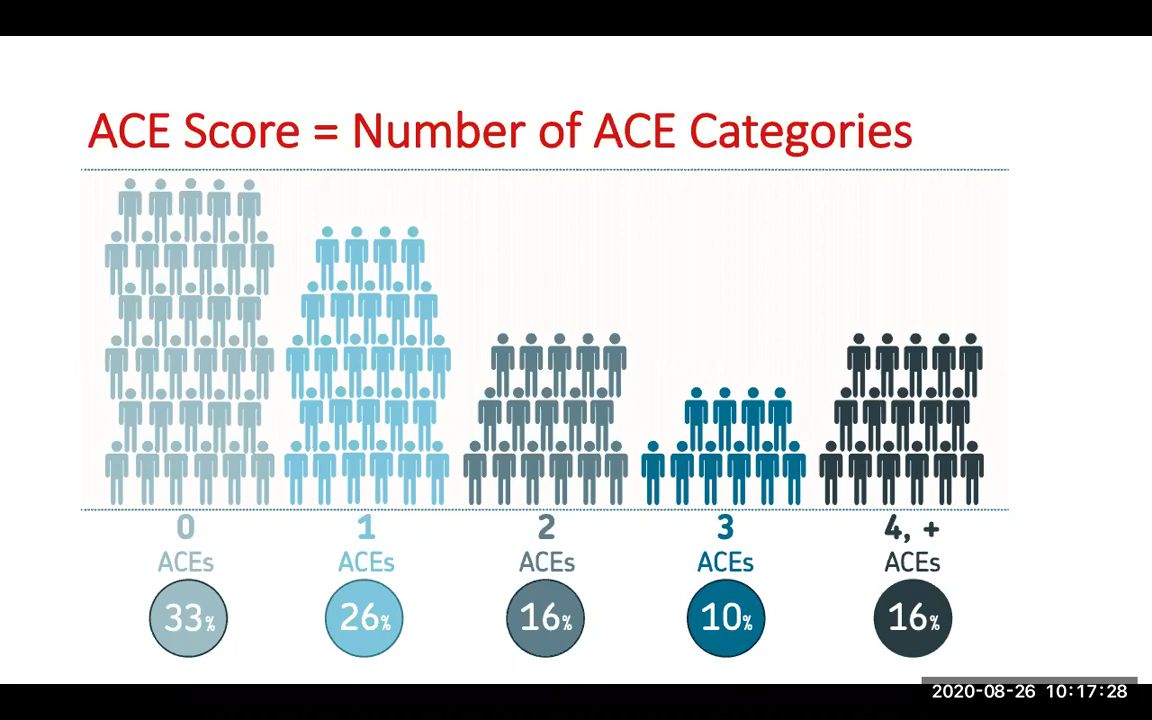 ACE Score = Number of ACE Categories
0 1 2 3 4, +
ACEs ACEs ACEs ACEs ACEs
33% 26% 16% 10% 16%
2020-08-26 10:17:28